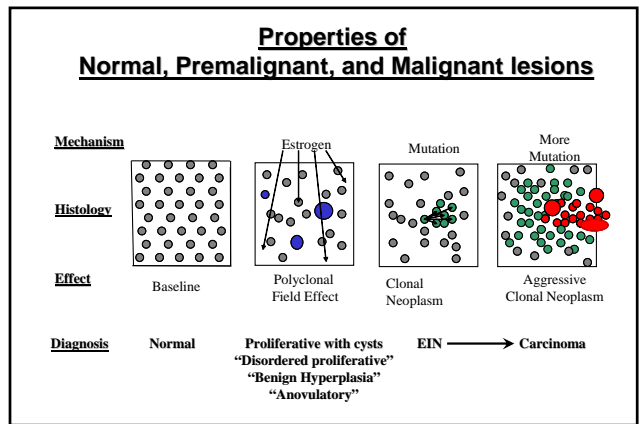 Properties of
Normal, Premalignant, and Malignant lesions
Mechanism
Estrogen
Mutation
More
Mutation
Histology
Effect
Baseline
Polyclonal
Field Effect
Clonal
Neoplasm
Aggressive
Clonal Neoplasm
Diagnosis
Normal
Proliferative with cysts
“Disordered proliferative”
“Benign Hyperplasia”
“Anovulatory”
EIN
Carcinoma